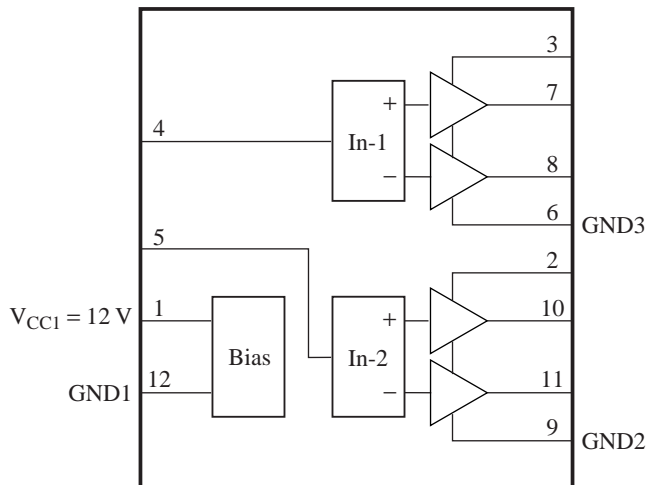 3
+
7
4
In-1
−
8
6
GND3
5
2
V_CC1 = 12 V
1
+
10
Bias
In-2
GND1
12
−
11
9
GND2